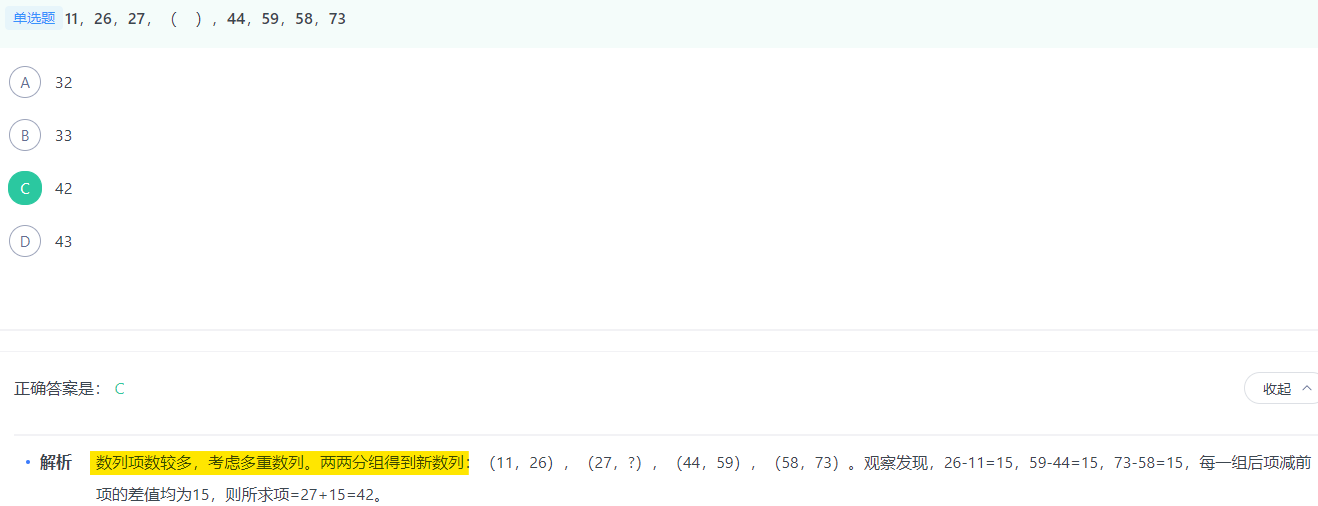 单选题 11，26，27，（ ），44，59，58，73
A 32
B 33
C 42
D 43
正确答案是： C
收起
• 解析 数列项数较多，考虑多重数列。两两分组得到新数列：（11，26），（27，?），（44，59），（58，73）。观察发现，26-11=15，59-44=15，73-58=15，每一组后项减前
项的差值均为15，则所求项=27+15=42。